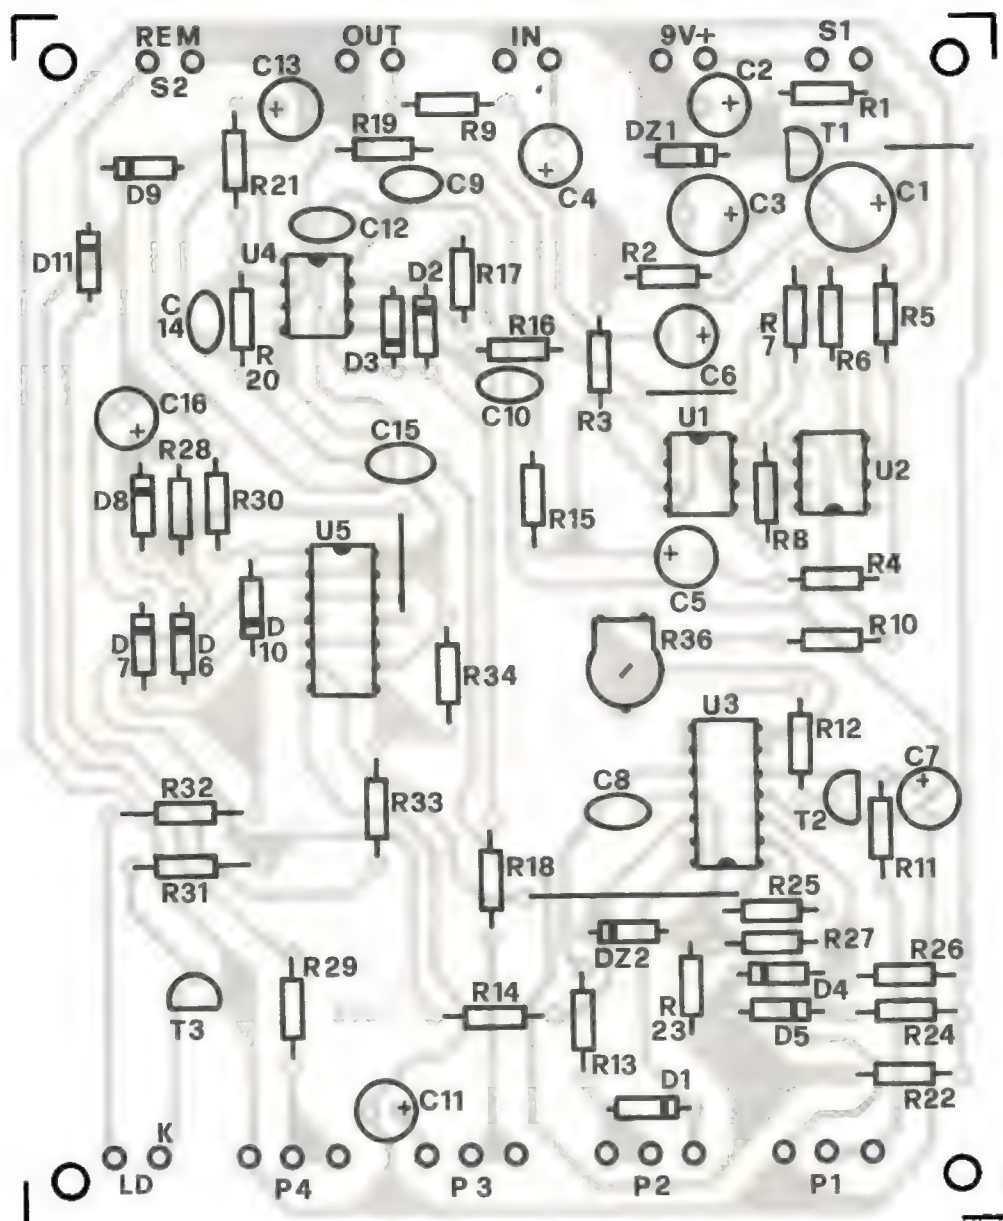 REM OUT IN 9V+ S1
S2
C13 C2
R1
R19 R9 DZ1 T1
D9 R21 C9 C4 C3 C1
C12
D11 U4 D2 R17 R2
C
14 R
20 D3 R16 R
7 R6 R5
C10 R3 C6
C16 C15 U1 U2
R28
D8 R30 R15 R8
U5 C5 R4
D
7 D
6 D
10 R34 R36 R10
U3 R12
R32 R33 C8 T2 C7
R31 R18 R11
R25
DZ2 R27 R26
R29 R14 R
23 D4
T3 R13 D5 R24
R22
C11 D1
K
LD P4 P3 P2 P1